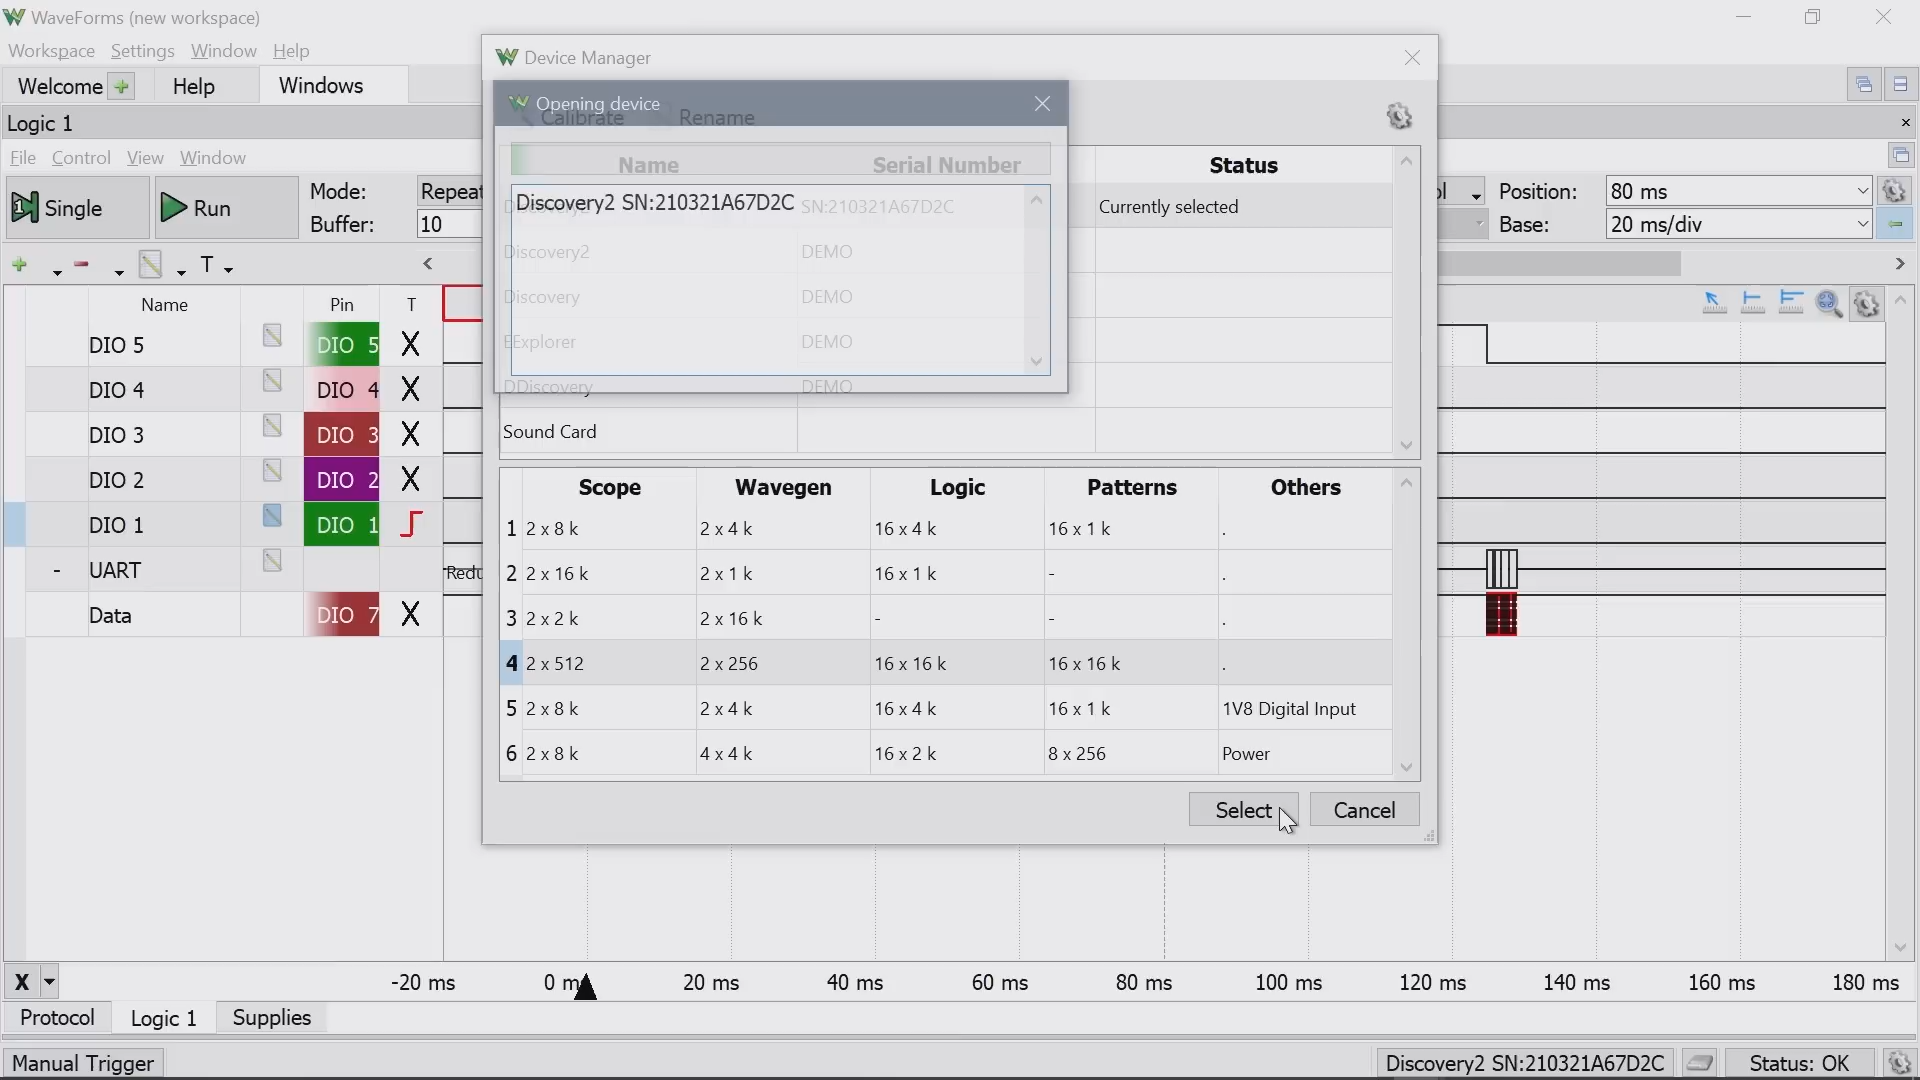 WaveForms (new workspace)
Workspace Settings Window Help
Welcome Help Windows
Logic 1
File Control View Window
Single Run
Mode: Repeat
Buffer: 10
T
Name Pin T
DIO 5 DIO 5 X
DIO 4 DIO 4 X
DIO 3 DIO 3 X
DIO 2 DIO 2 X
DIO 1 DIO 1
- UART
Data DIO 7 X
Device Manager
Opening device
Calibrate Rename
Name Serial Number Status
Discovery2 SN:210321A67D2C
Discovery2 SN:210321A67D2C Currently selected
Discovery2 DEMO
Discovery DEMO
EExplorer DEMO
DDiscovery DEMO
Sound Card
Scope Wavegen Logic Patterns Others
1 2 x 8 k 2 x 4 k 16 x 4 k 16 x 1 k .
2 2 x 16 k 2 x 1 k 16 x 1 k - .
3 2 x 2 k 2 x 16 k - - .
4 2 x 512 2 x 256 16 x 16 k 16 x 16 k .
5 2 x 8 k 2 x 4 k 16 x 4 k 16 x 1 k 1V8 Digital Input
6 2 x 8 k 4 x 4 k 16 x 2 k 8 x 256 Power
Select Cancel
Position: 80 ms
Base: 20 ms/div
X -20 ms 0 ms 20 ms 40 ms 60 ms 80 ms 100 ms 120 ms 140 ms 160 ms 180 ms
Protocol Logic 1 Supplies
Manual Trigger Discovery2 SN:210321A67D2C Status: OK